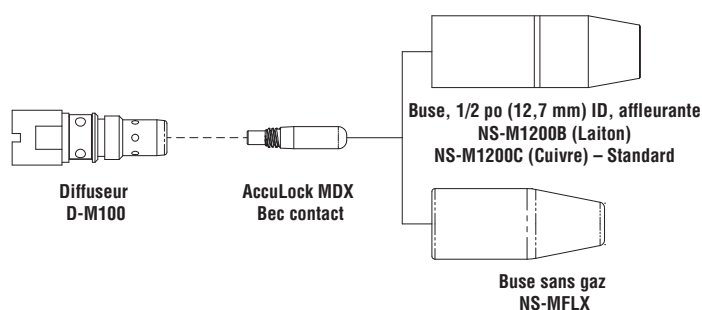 Buse, 1/2 po (12,7 mm) ID, affleurante
NS-M1200B (Laiton)
NS-M1200C (Cuivre) – Standard
Diffuseur
D-M100
AccuLock MDX
Bec contact
Buse sans gaz
NS-MFLX